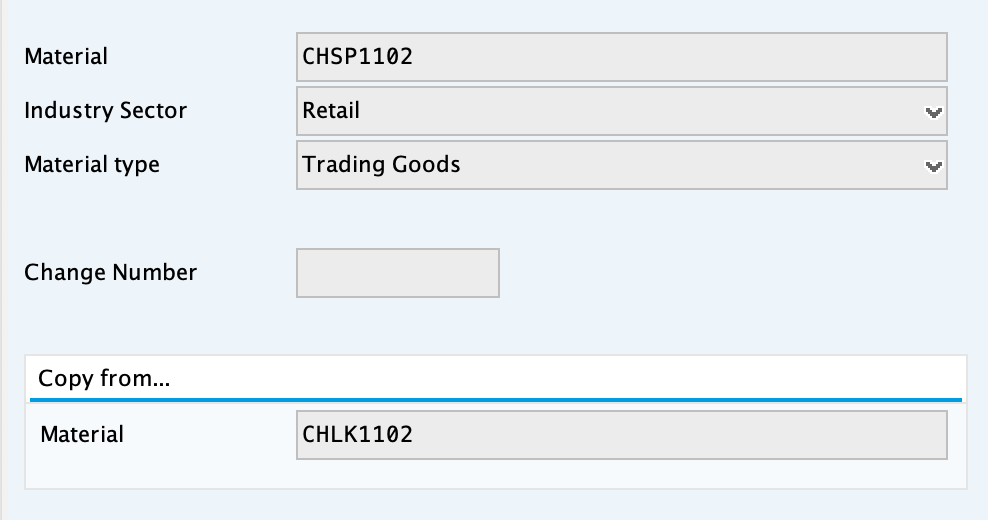 Material CHSP1102
Industry Sector Retail
Material type Trading Goods
Change Number
Copy from...
Material CHLK1102